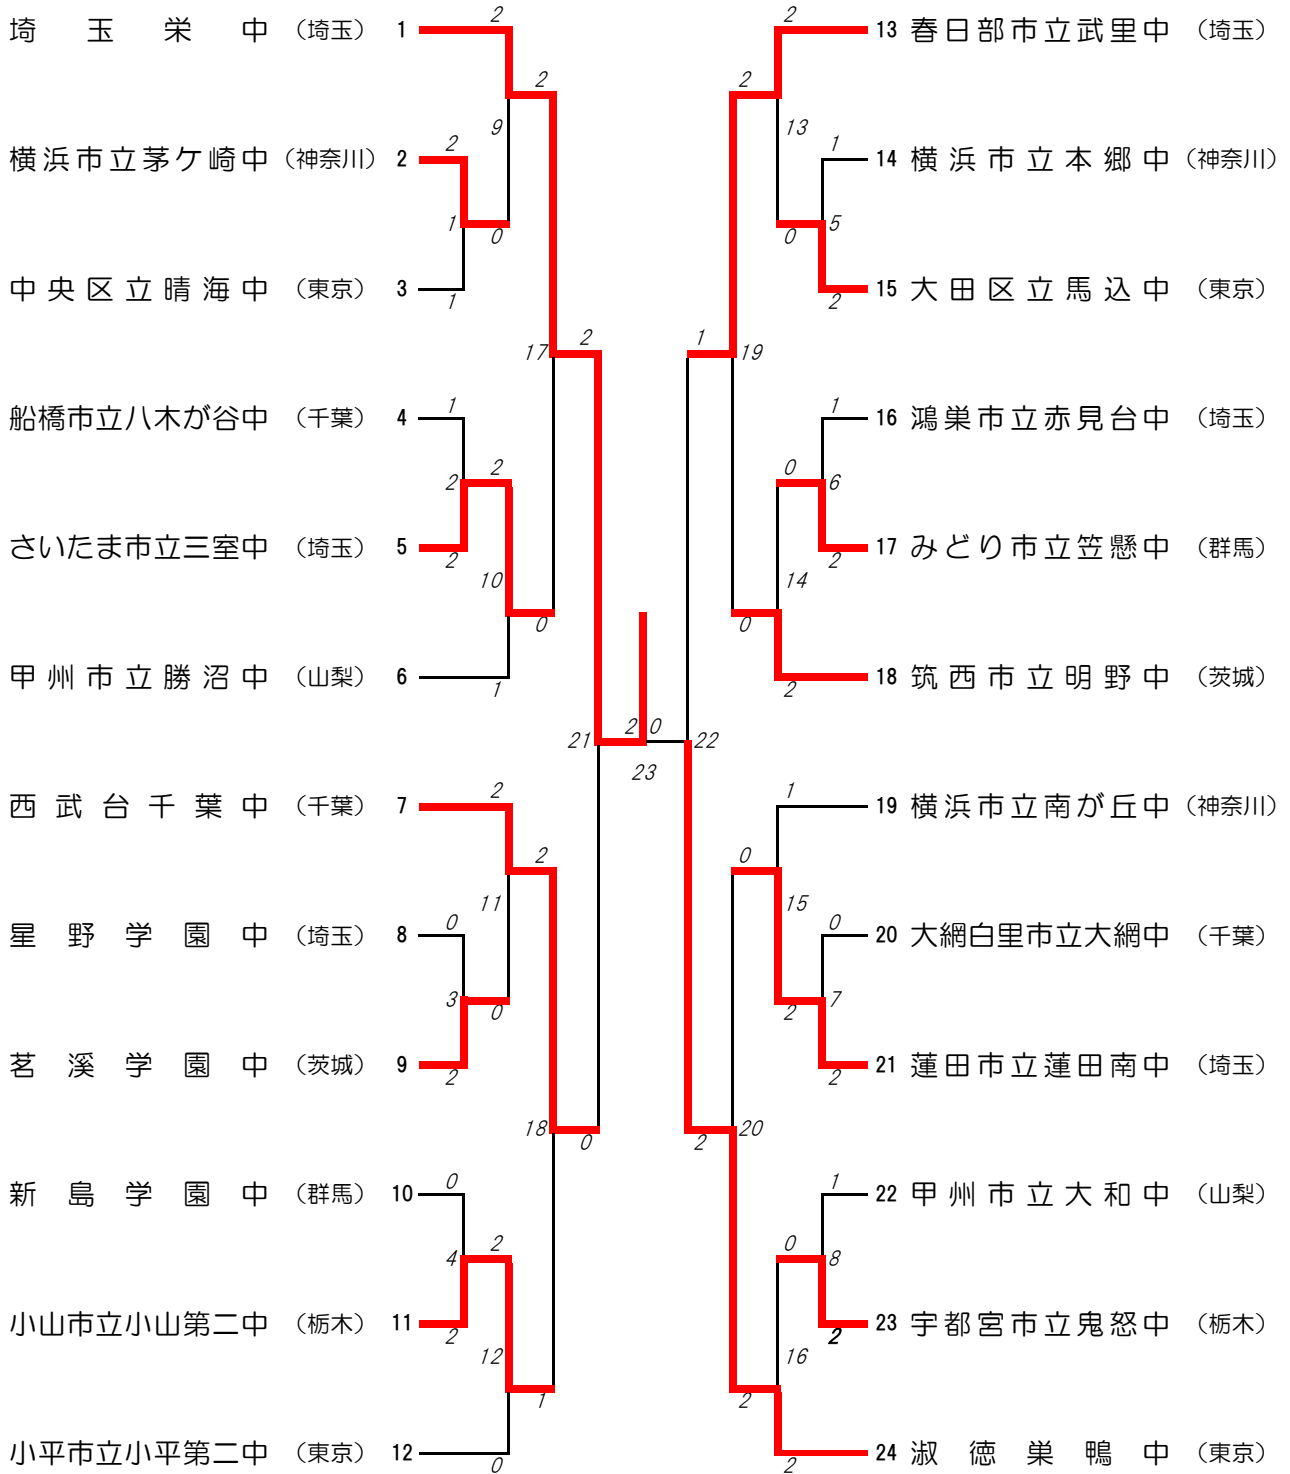 2 2
埼玉栄中 (埼玉) 1 13 春日部市立武里中 (埼玉)
2 2
9 13
2 1
横浜市立茅ケ崎中 (神奈川) 2 14 横浜市立本郷中 (神奈川)
1 5
0 0
中央区立晴海中 (東京) 3 15 大田区立馬込中 (東京)
1 2
2 1
17 19
1 1
船橋市立八木が谷中 (千葉) 4 16 鴻巣市立赤見台中 (埼玉)
2 0
2 6
さいたま市立三室中 (埼玉) 5 17 みどり市立笠懸中 (群馬)
2 2
10 14
0 0
甲州市立勝沼中 (山梨) 6 18 筑西市立明野中 (茨城)
1 2
2 0
21 22
23
2 1
西武台千葉中 (千葉) 7 19 横浜市立南が丘中 (神奈川)
2 0
11 15
0 0
星野学園中 (埼玉) 8 20 大網白里市立大網中 (千葉)
3 7
0 2
茗溪学園中 (茨城) 9 21 蓮田市立蓮田南中 (埼玉)
2 2
18 20
0 2
0 1
新島学園中 (群馬) 10 22 甲州市立大和中 (山梨)
2 0
4 8
小山市立小山第二中 (栃木) 11 23 宇都宮市立鬼怒中 (栃木)
2 2
12 16
1 2
小平市立小平第二中 (東京) 12 24 淑徳巣鴨中 (東京)
0 2